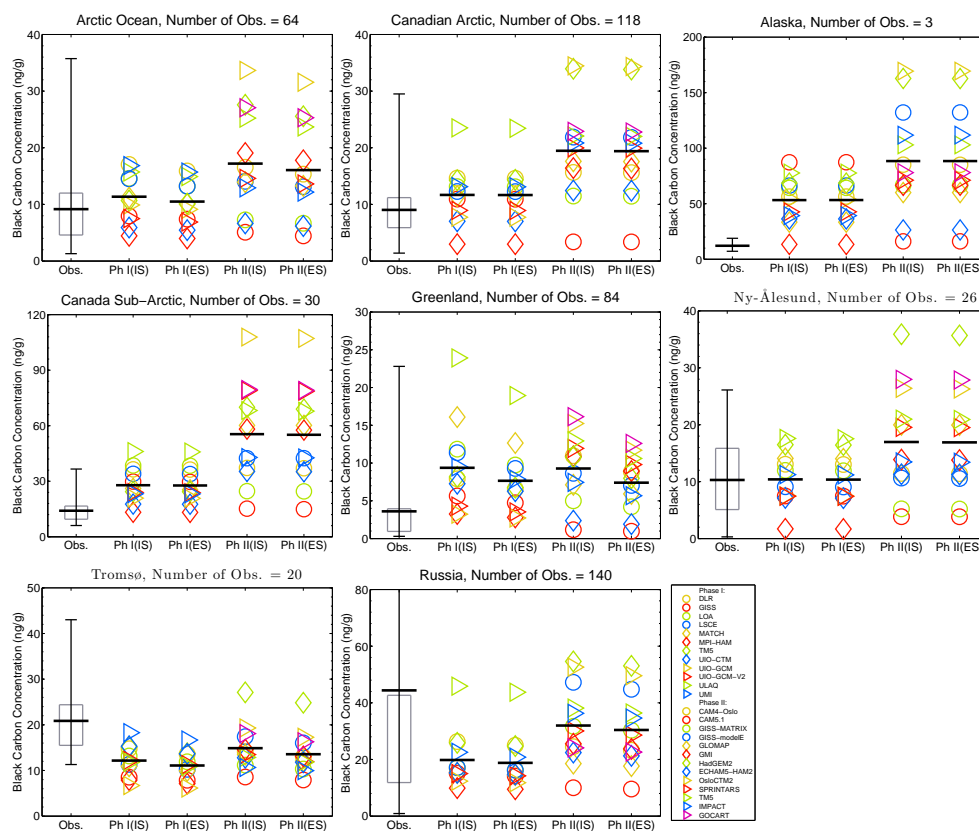 Arctic Ocean, Number of Obs. = 64
Black Carbon Concentration (ng/g)
40
30
20
10
0
Obs. Ph I(IS) Ph I(ES) Ph II(IS) Ph II(ES)
Canadian Arctic, Number of Obs. = 118
Black Carbon Concentration (ng/g)
40
30
20
10
0
Obs. Ph I(IS) Ph I(ES) Ph II(IS) Ph II(ES)
Alaska, Number of Obs. = 3
Black Carbon Concentration (ng/g)
200
150
100
50
0
Obs. Ph I(IS) Ph I(ES) Ph II(IS) Ph II(ES)
Canada Sub−Arctic, Number of Obs. = 30
Black Carbon Concentration (ng/g)
120
90
60
30
0
Obs. Ph I(IS) Ph I(ES) Ph II(IS) Ph II(ES)
Greenland, Number of Obs. = 84
Black Carbon Concentration (ng/g)
30
25
20
15
10
5
0
Obs. Ph I(IS) Ph I(ES) Ph II(IS) Ph II(ES)
Ny-Ålesund, Number of Obs. = 26
Black Carbon Concentration (ng/g)
40
30
20
10
0
Obs. Ph I(IS) Ph I(ES) Ph II(IS) Ph II(ES)
Tromsø, Number of Obs. = 20
Black Carbon Concentration (ng/g)
50
40
30
20
10
0
Obs. Ph I(IS) Ph I(ES) Ph II(IS) Ph II(ES)
Russia, Number of Obs. = 140
Black Carbon Concentration (ng/g)
80
60
40
20
0
Obs. Ph I(IS) Ph I(ES) Ph II(IS) Ph II(ES)
Phase I:
DLR
GISS
LOA
LSCE
MATCH
MPI−HAM
TM5
UIO−CTM
UIO−GCM
UIO−GCM−V2
ULAQ
UMI
Phase II:
CAM4−Oslo
CAM5.1
GISS−MATRIX
GISS−modelE
GLOMAP
GMI
HadGEM2
ECHAM5−HAM2
OsloCTM2
SPRINTARS
TM5
IMPACT
GOCART